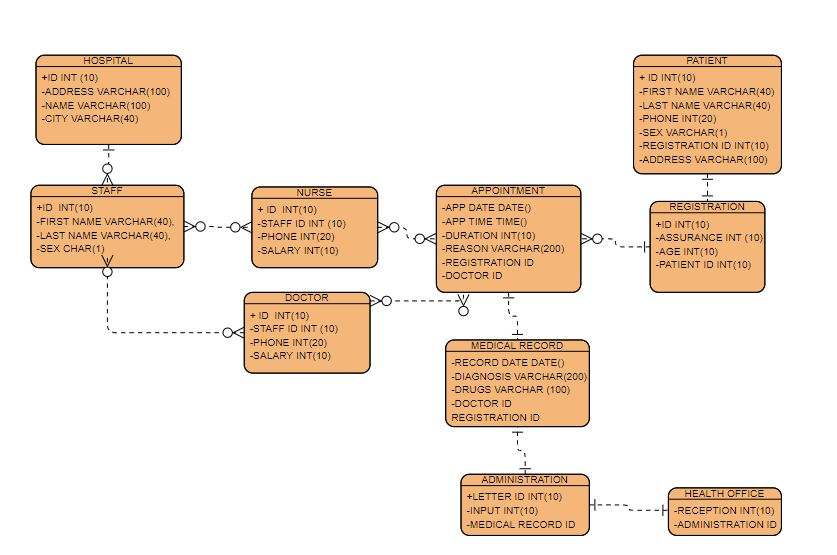 HOSPITAL
+ID INT (10)
-ADDRESS VARCHAR(100)
-NAME VARCHAR(100)
-CITY VARCHAR(40)
PATIENT
+ ID INT(10)
-FIRST NAME VARCHAR(40)
-LAST NAME VARCHAR(40)
-PHONE INT(20)
-SEX VARCHAR(1)
-REGISTRATION ID INT(10)
-ADDRESS VARCHAR(100)
STAFF
+ID INT(10)
-FIRST NAME VARCHAR(40),
-LAST NAME VARCHAR(40),
-SEX CHAR(1)
NURSE
+ ID INT(10)
-STAFF ID INT (10)
-PHONE INT(20)
-SALARY INT(10)
APPOINTMENT
-APP DATE DATE()
-APP TIME TIME()
-DURATION INT(10)
-REASON VARCHAR(200)
-REGISTRATION ID
-DOCTOR ID
REGISTRATION
+ID INT(10)
-ASSURANCE INT (10)
-AGE INT(10)
-PATIENT ID INT(10)
DOCTOR
+ ID INT(10)
-STAFF ID INT (10)
-PHONE INT(20)
-SALARY INT(10)
MEDICAL RECORD
-RECORD DATE DATE()
-DIAGNOSIS VARCHAR(200)
-DRUGS VARCHAR (100)
-DOCTOR ID
REGISTRATION ID
ADMINISTRATION
+LETTER ID INT(10)
-INPUT INT(10)
-MEDICAL RECORD ID
HEALTH OFFICE
-RECEPTION INT(10)
-ADMINISTRATION ID